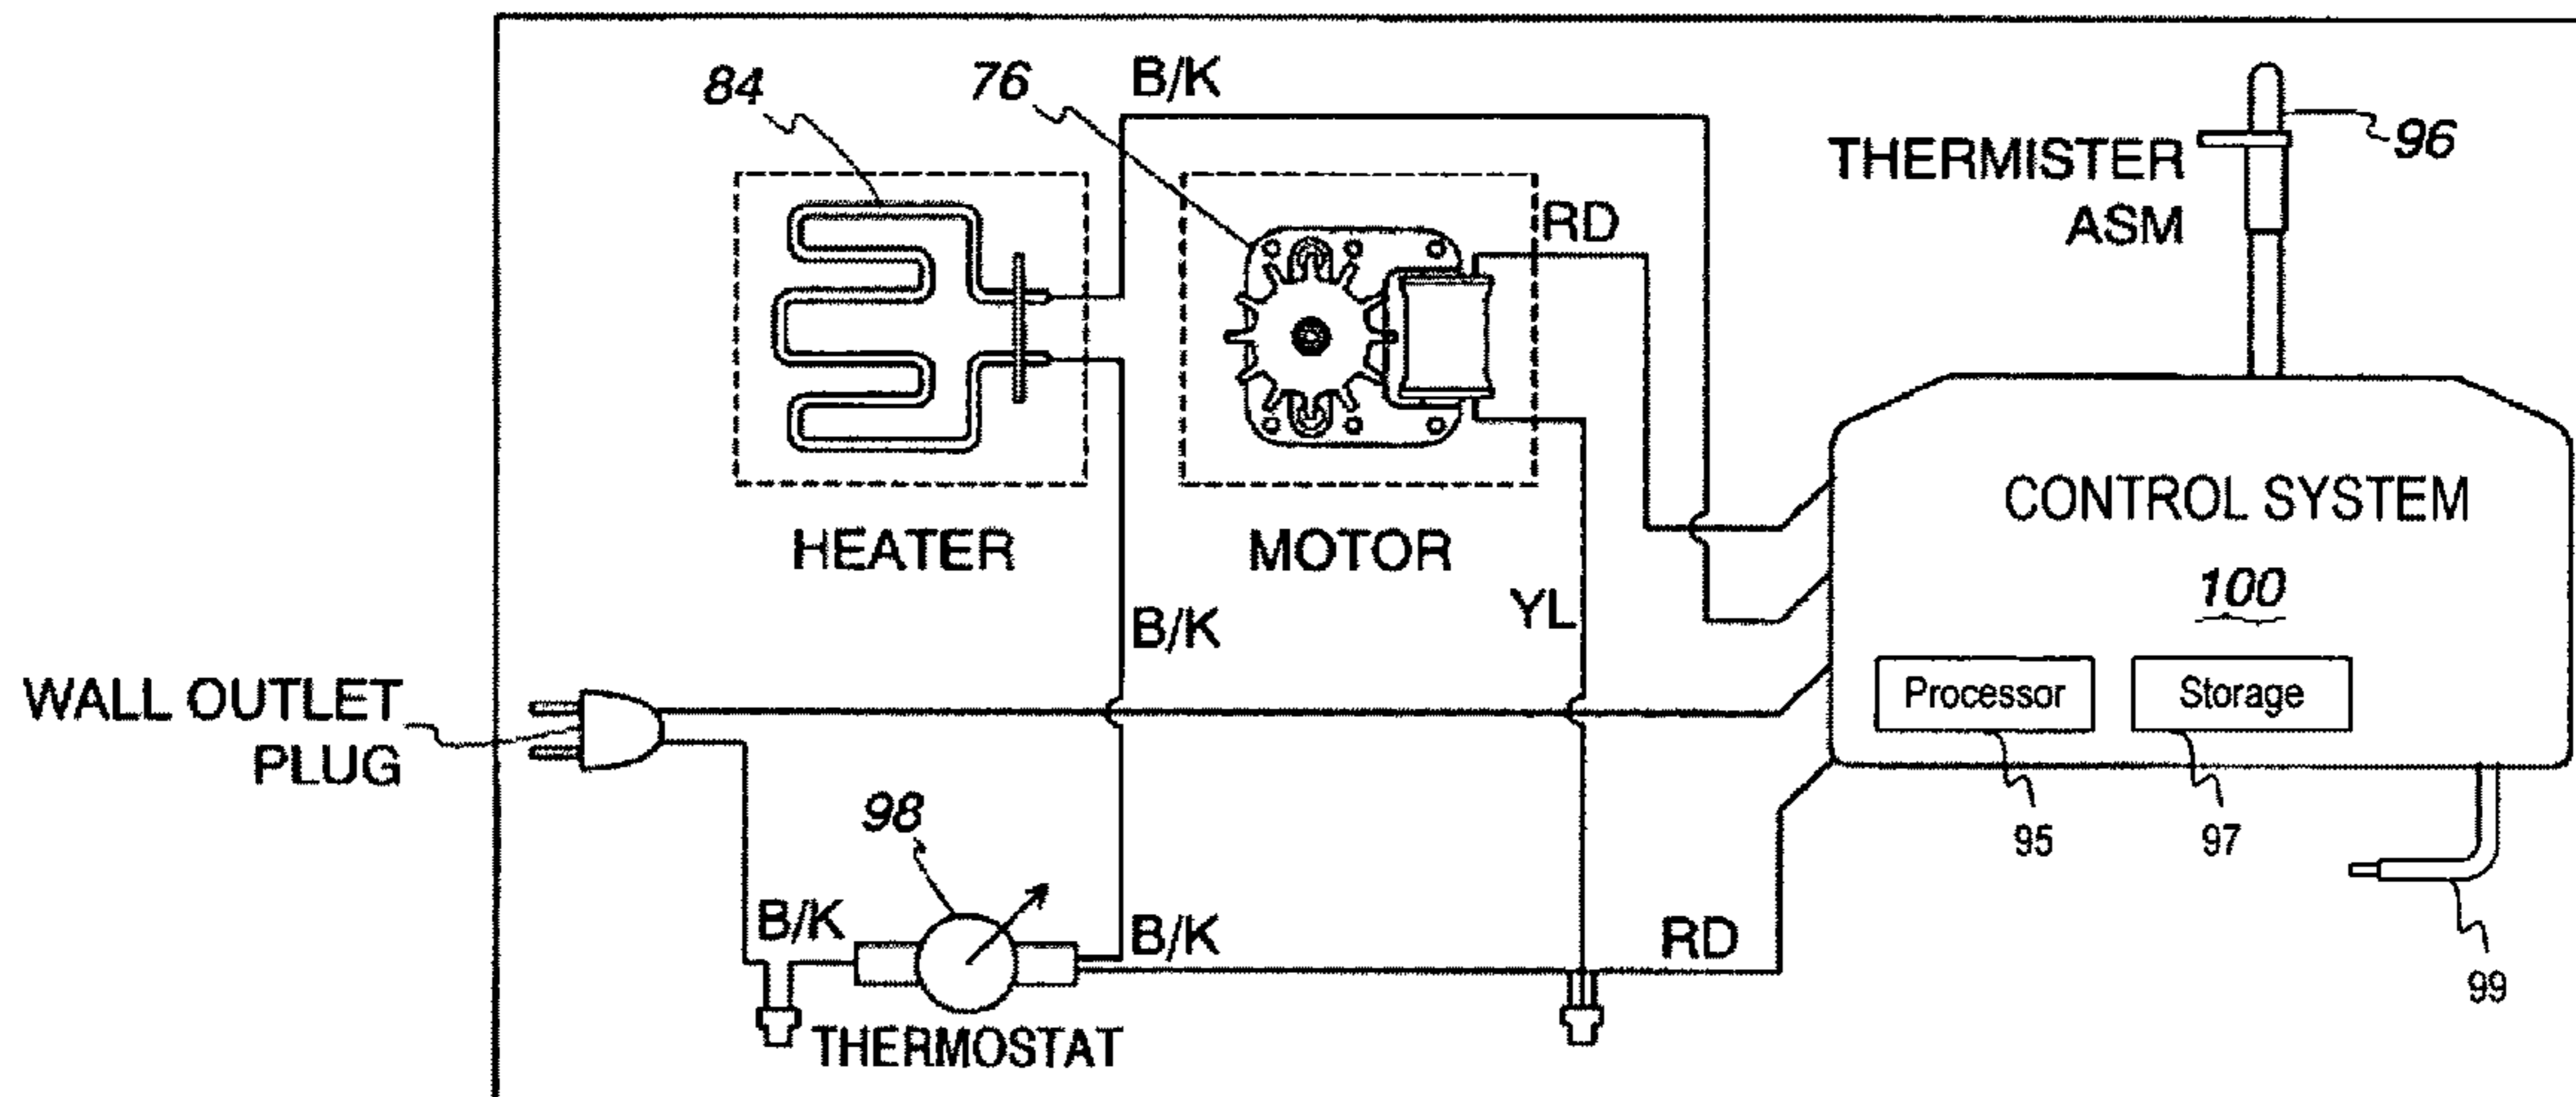 84
76
B/K
96
THERMISTER
ASM
RD
HEATER
MOTOR
CONTROL SYSTEM
100
B/K
YL
Processor
Storage
WALL OUTLET
PLUG
98
95
97
B/K
B/K
RD
99
THERMOSTAT